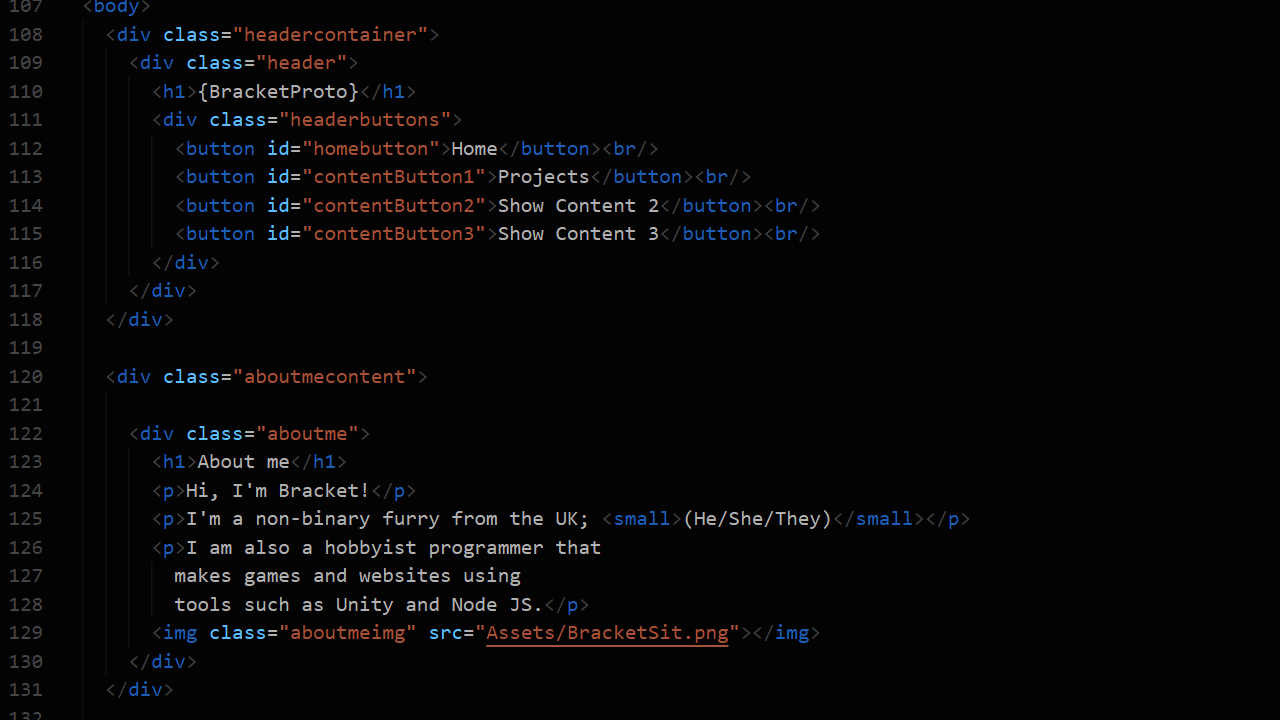 107 <body>
108 <div class="headercontainer">
109 <div class="header">
110 <h1>{BracketProto}</h1>
111 <div class="headerbuttons">
112 <button id="homebutton">Home</button><br/>
113 <button id="contentButton1">Projects</button><br/>
114 <button id="contentButton2">Show Content 2</button><br/>
115 <button id="contentButton3">Show Content 3</button><br/>
116 </div>
117 </div>
118 </div>
119
120 <div class="aboutmecontent">
121
122 <div class="aboutme">
123 <h1>About me</h1>
124 <p>Hi, I'm Bracket!</p>
125 <p>I'm a non-binary furry from the UK; <small>(He/She/They)</small></p>
126 <p>I am also a hobbyist programmer that
127 makes games and websites using
128 tools such as Unity and Node JS.</p>
129 <img class="aboutmeimg" src="Assets/BracketSit.png"></img>
130 </div>
131 </div>
132